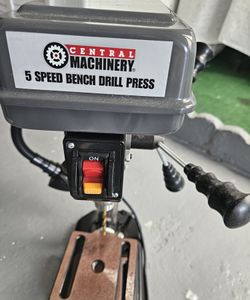 CENTRAL
MACHINERY®
5 SPEED BENCH DRILL PRESS
ON